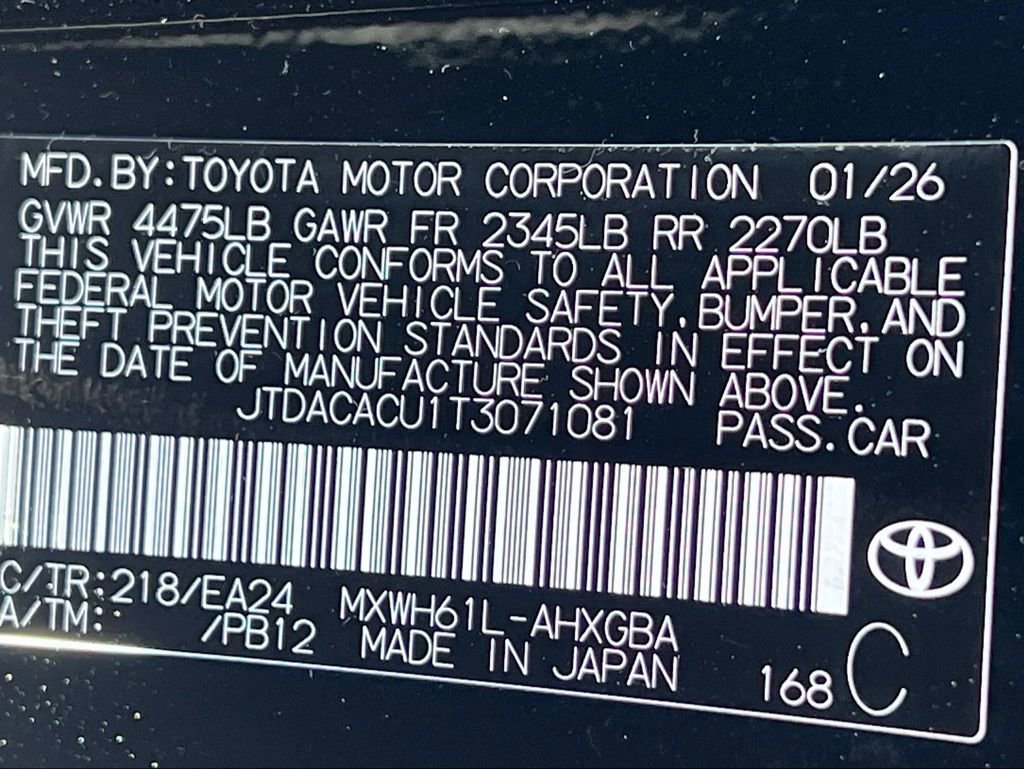 MFD.BY:TOYOTA MOTOR CORPORATION 01/26
GVWR 4475LB GAWR FR 2345LB RR 2270LB
THIS VEHICLE CONFORMS TO ALL APPLICABLE
FEDERAL MOTOR VEHICLE SAFETY, BUMPER, AND
THEFT PREVENTION STANDARDS IN EFFECT ON
THE DATE OF MANUFACTURE SHOWN ABOVE.
JTDACACU1T3071081 PASS.CAR
C/TR:218/EA24 MXWH61L-AHXGBA
A/TM: /PB12 MADE IN JAPAN 168 C